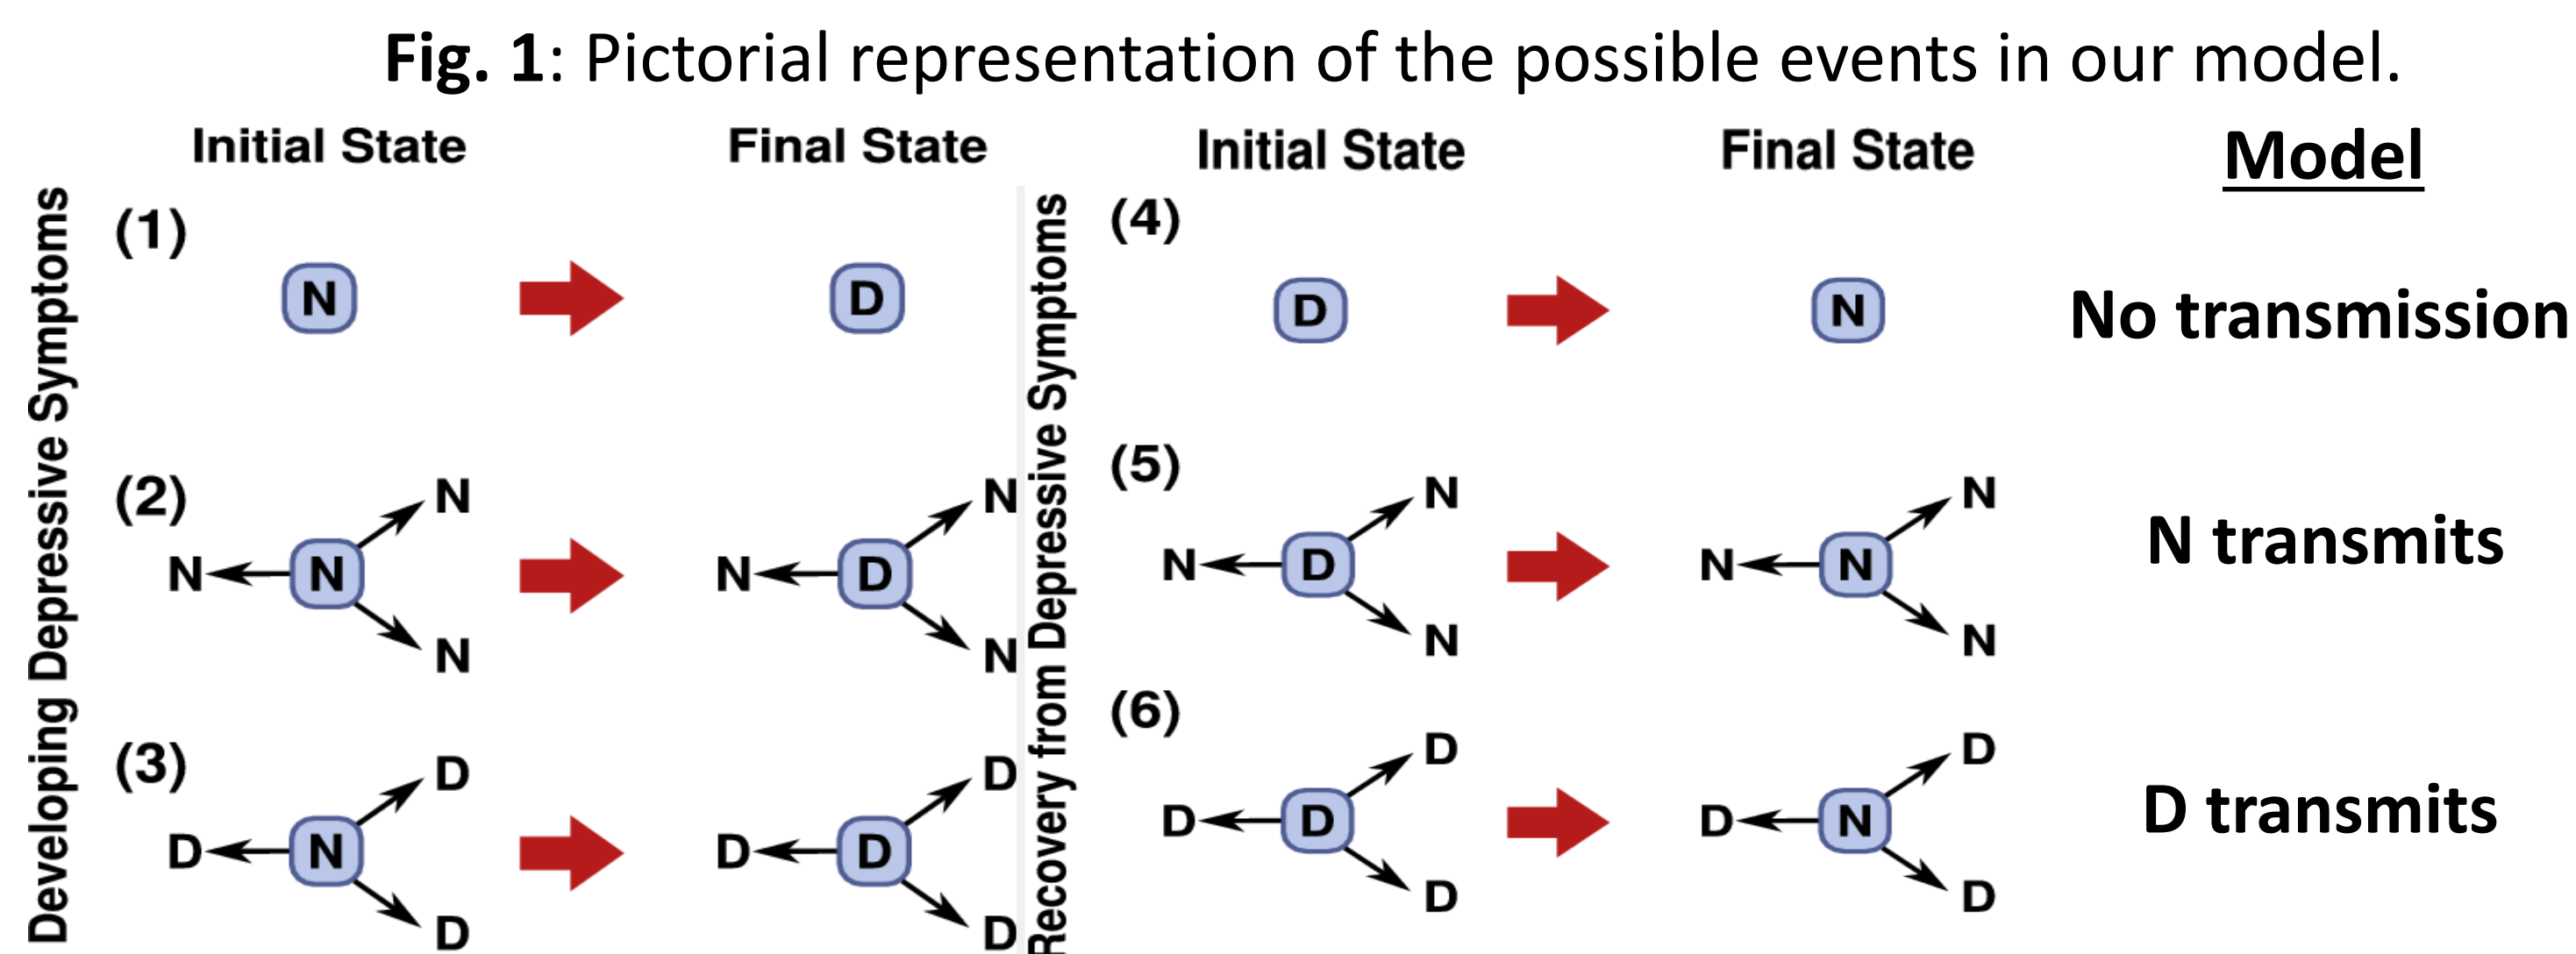 Fig. 1: Pictorial representation of the possible events in our model.
Initial State Final State Initial State Final State Model
Developing Depressive Symptoms
Recovery from Depressive Symptoms
(1)
N D
(4)
D N
No transmission
(2)
N N
N N N D
N N
(5)
N N
N D N N
N N
N transmits
(3)
D D
D N D D
D D
(6)
D D
D D D N
D D
D transmits